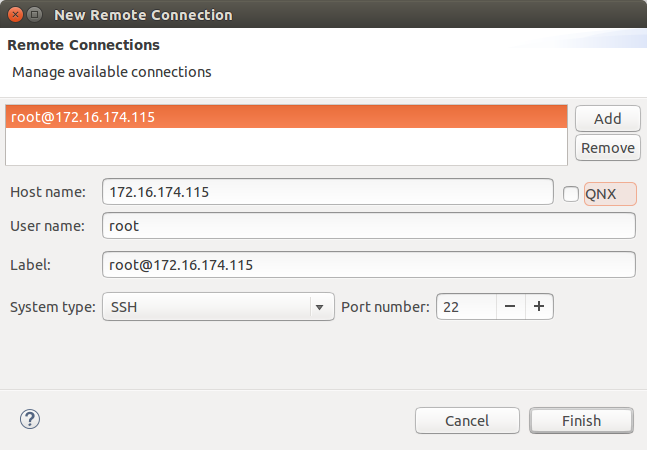 New Remote Connection
Remote Connections
Manage available connections
root@172.16.174.115
Add
Remove
Host name: 172.16.174.115 QNX
User name: root
Label: root@172.16.174.115
System type: SSH Port number: 22 − +
? Cancel Finish